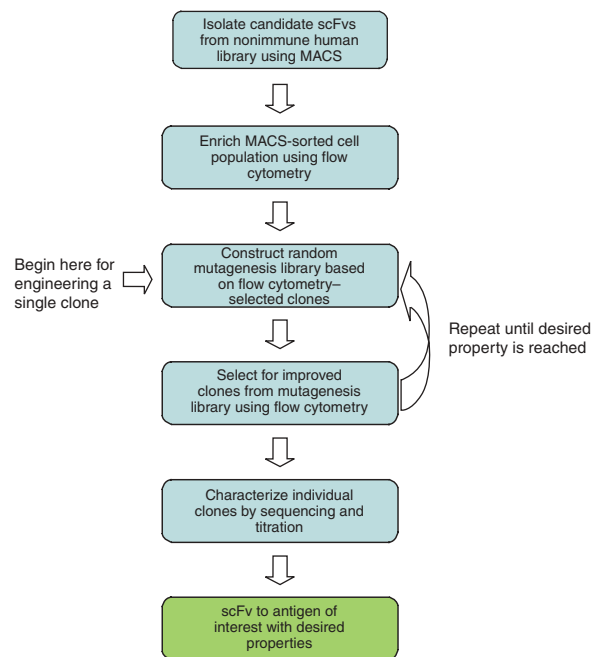 Isolate candidate scFvs
from nonimmune human
library using MACS
Enrich MACS-sorted cell
population using flow
cytometry
Begin here for
engineering a
single clone
Construct random
mutagenesis library based
on flow cytometry–
selected clones
Repeat until desired
property is reached
Select for improved
clones from mutagenesis
library using flow cytometry
Characterize individual
clones by sequencing and
titration
scFv to antigen of
interest with desired
properties